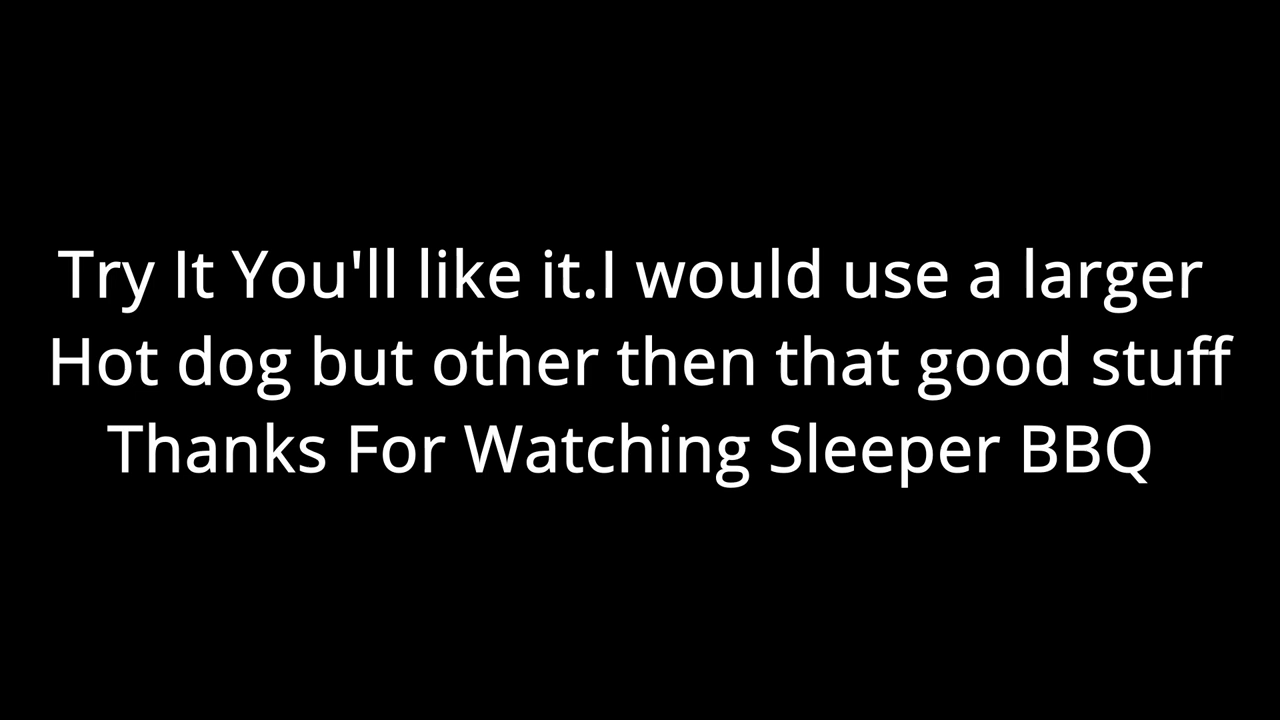 Try It You'll like it.I would use a larger
Hot dog but other then that good stuff
Thanks For Watching Sleeper BBQ